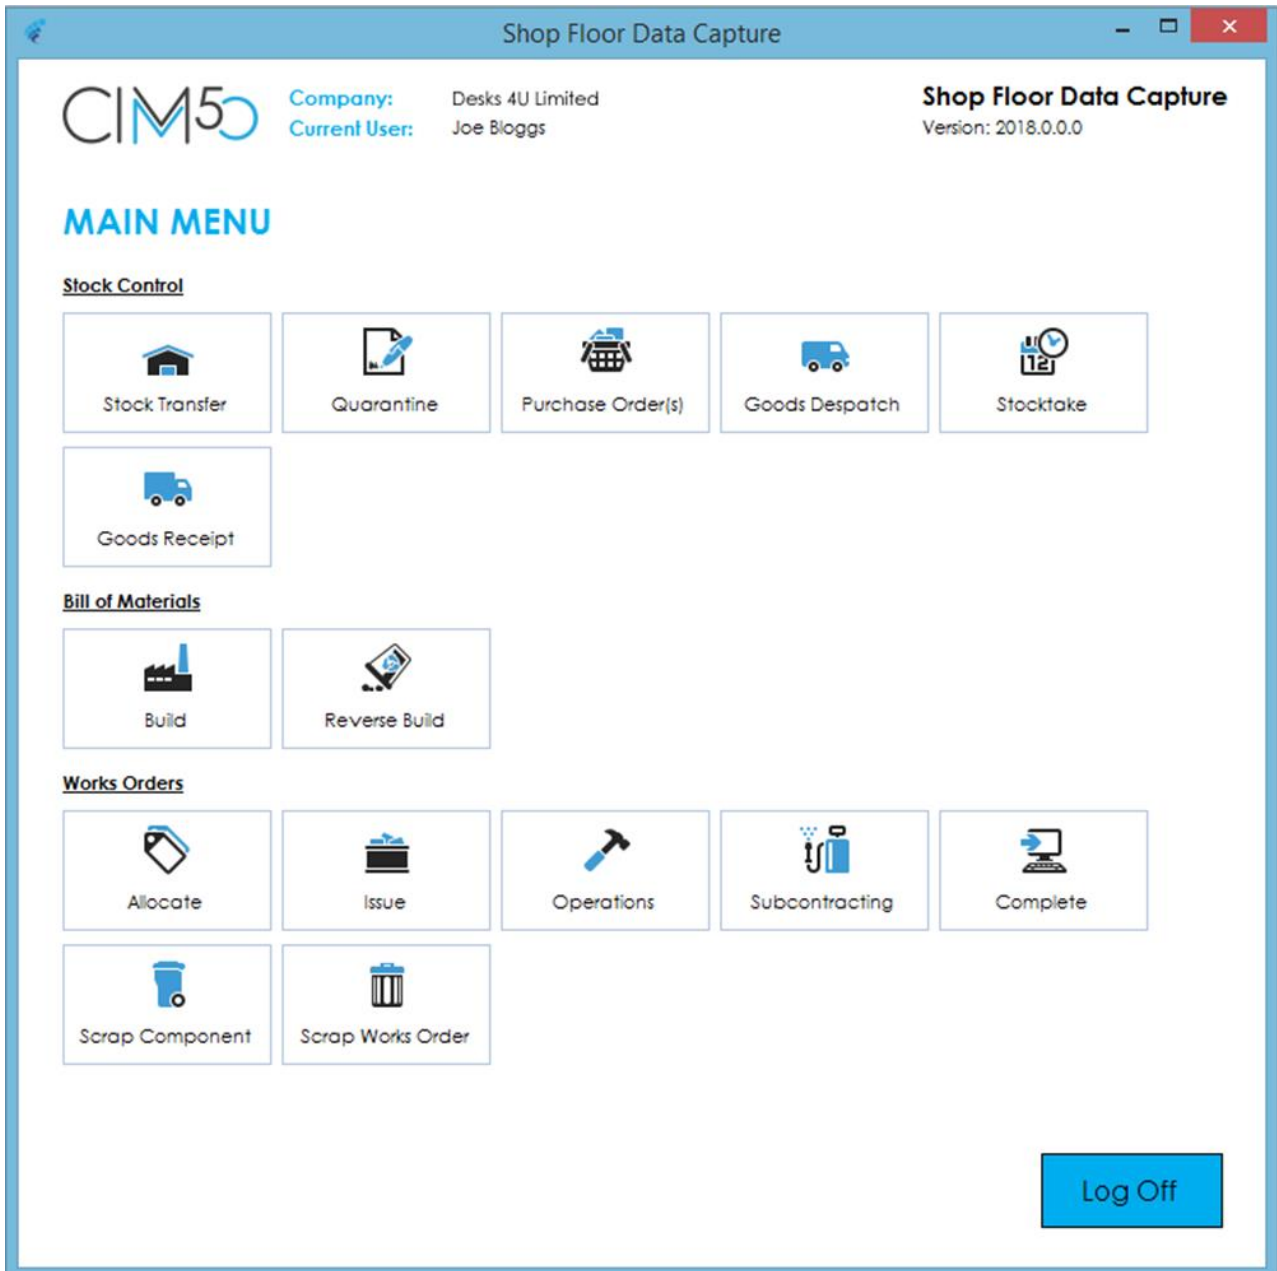 Shop Floor Data Capture
CIM50
Company: Desks 4U Limited
Current User: Joe Bloggs
Shop Floor Data Capture
Version: 2018.0.0.0
MAIN MENU
Stock Control
Stock Transfer
Quarantine
Purchase Order(s)
Goods Despatch
12
Stocktake
Goods Receipt
Bill of Materials
Build
Reverse Build
Works Orders
Allocate
Issue
Operations
Subcontracting
Complete
Scrap Component
Scrap Works Order
Log Off